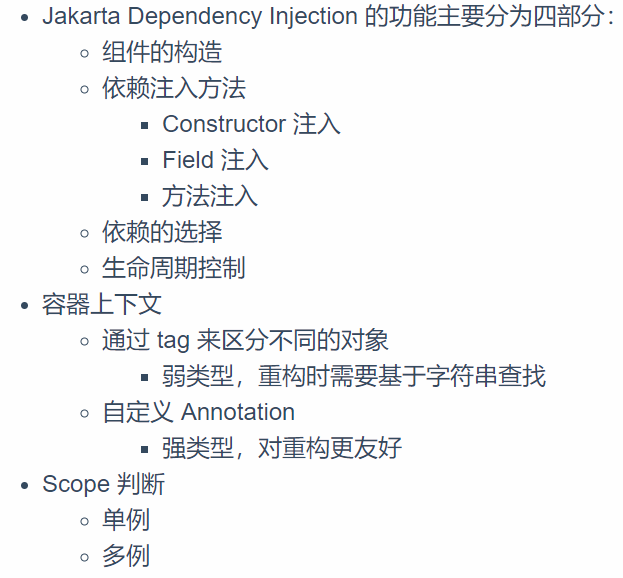 Jakarta Dependency Injection 的功能主要分为四部分：
组件的构造
依赖注入方法
Constructor 注入
Field 注入
方法注入
依赖的选择
生命周期控制
容器上下文
通过 tag 来区分不同的对象
弱类型，重构时需要基于字符串查找
自定义 Annotation
强类型，对重构更友好
Scope 判断
单例
多例